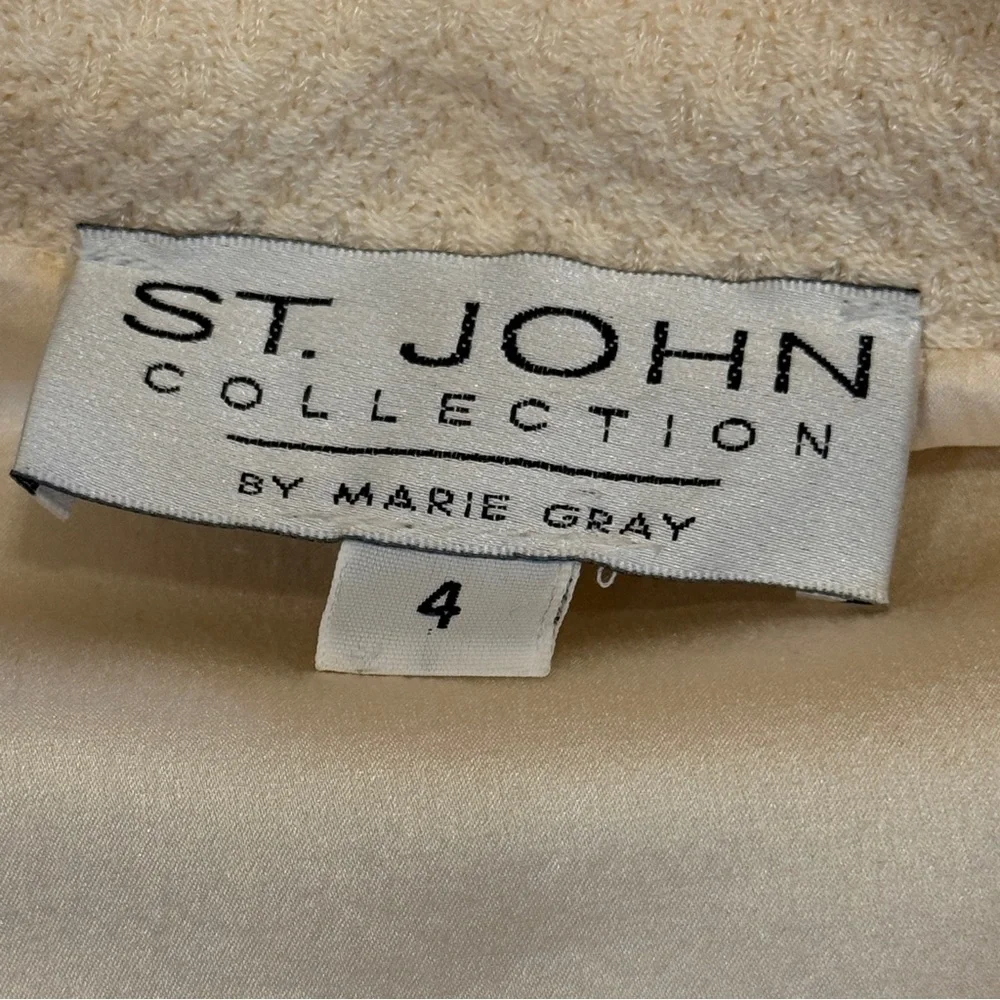 ST. JOHN
COLLECTION
BY MARIE GRAY
4